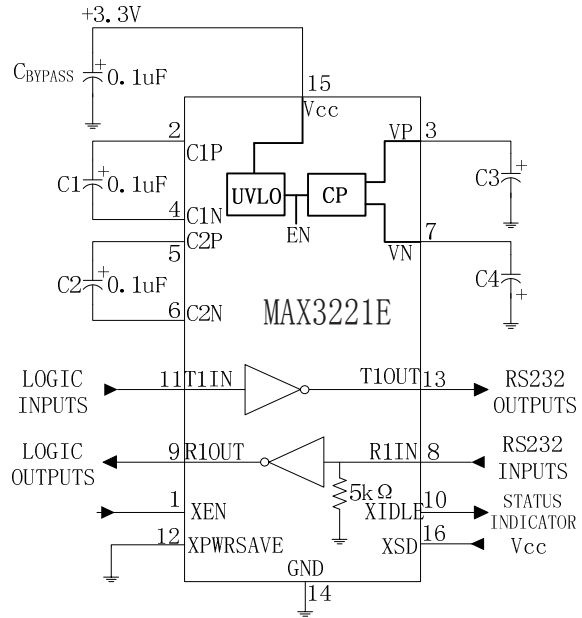 +3.3V
CBYPASS
+
0.1uF
15
Vcc
2
C1P
VP
3
C1
+
0.1uF
UVLO
CP
C3
+
4
C1N
EN
C2P
5
VN
7
C2
+
0.1uF
C4
+
6
C2N
MAX3221E
LOGIC
INPUTS
11
T1IN
T1OUT
13
RS232
OUTPUTS
LOGIC
OUTPUTS
9
R1OUT
R1IN
8
RS232
INPUTS
5kΩ
1
XEN
XIDLE
10
STATUS
INDICATOR
12
XPWRSAVE
XSD
16
Vcc
GND
14